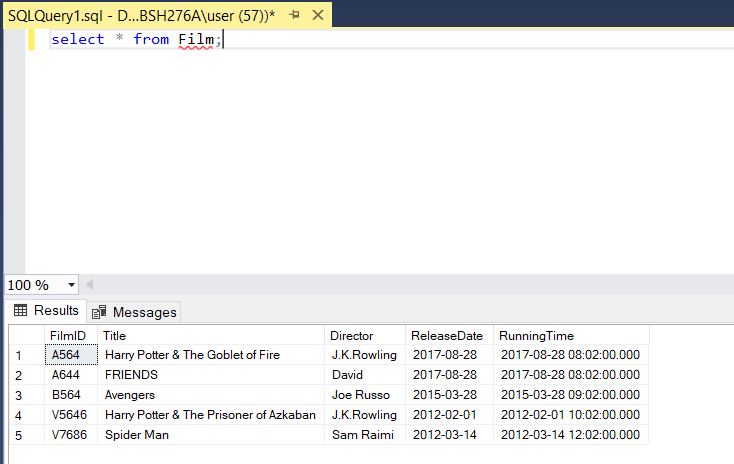 SQLQuery1.sql - D...BSH276A\user (57))*
select * from Film;
100 %
Results Messages
FilmID Title Director ReleaseDate RunningTime
1 A564 Harry Potter & The Goblet of Fire J.K.Rowling 2017-08-28 2017-08-28 08:02:00.000
2 A644 FRIENDS David 2017-08-28 2017-08-28 08:02:00.000
3 B564 Avengers Joe Russo 2015-03-28 2015-03-28 09:02:00.000
4 V5646 Harry Potter & The Prisoner of Azkaban J.K.Rowling 2012-02-01 2012-02-01 10:02:00.000
5 V7686 Spider Man Sam Raimi 2012-03-14 2012-03-14 12:02:00.000